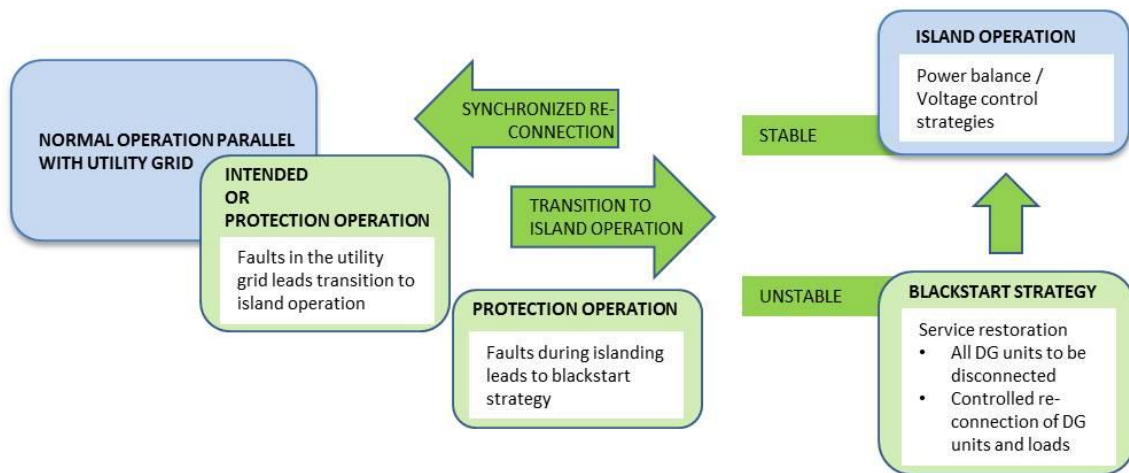 NORMAL OPERATION PARALLEL
WITH UTILITY GRID
INTENDED
OR
PROTECTION OPERATION
Faults in the utility
grid leads transition to
island operation
SYNCHRONIZED RE-
CONNECTION
TRANSITION TO
ISLAND OPERATION
PROTECTION OPERATION
Faults during islanding
leads to blackstart
strategy
STABLE
UNSTABLE
ISLAND OPERATION
Power balance /
Voltage control
strategies
BLACKSTART STRATEGY
Service restoration
• All DG units to be
disconnected
• Controlled re-
connection of DG
units and loads